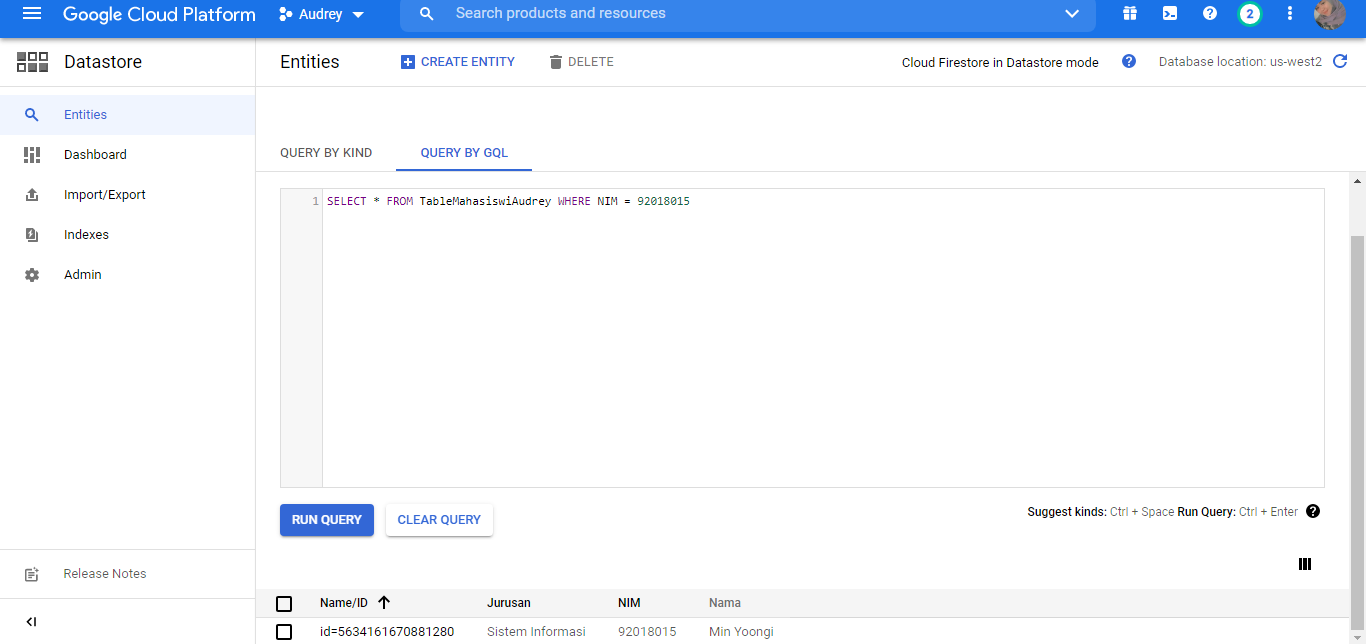 Google Cloud Platform Audrey Search products and resources 2
Datastore Entities CREATE ENTITY DELETE Cloud Firestore in Datastore mode Database location: us-west2
Entities
Dashboard
Import/Export
Indexes
Admin
Release Notes
QUERY BY KIND QUERY BY GQL
1 SELECT * FROM TableMahasiswiAudrey WHERE NIM = 92018015
RUN QUERY CLEAR QUERY Suggest kinds: Ctrl + Space Run Query: Ctrl + Enter
Name/ID Jurusan NIM Nama
id=5634161670881280 Sistem Informasi 92018015 Min Yoongi